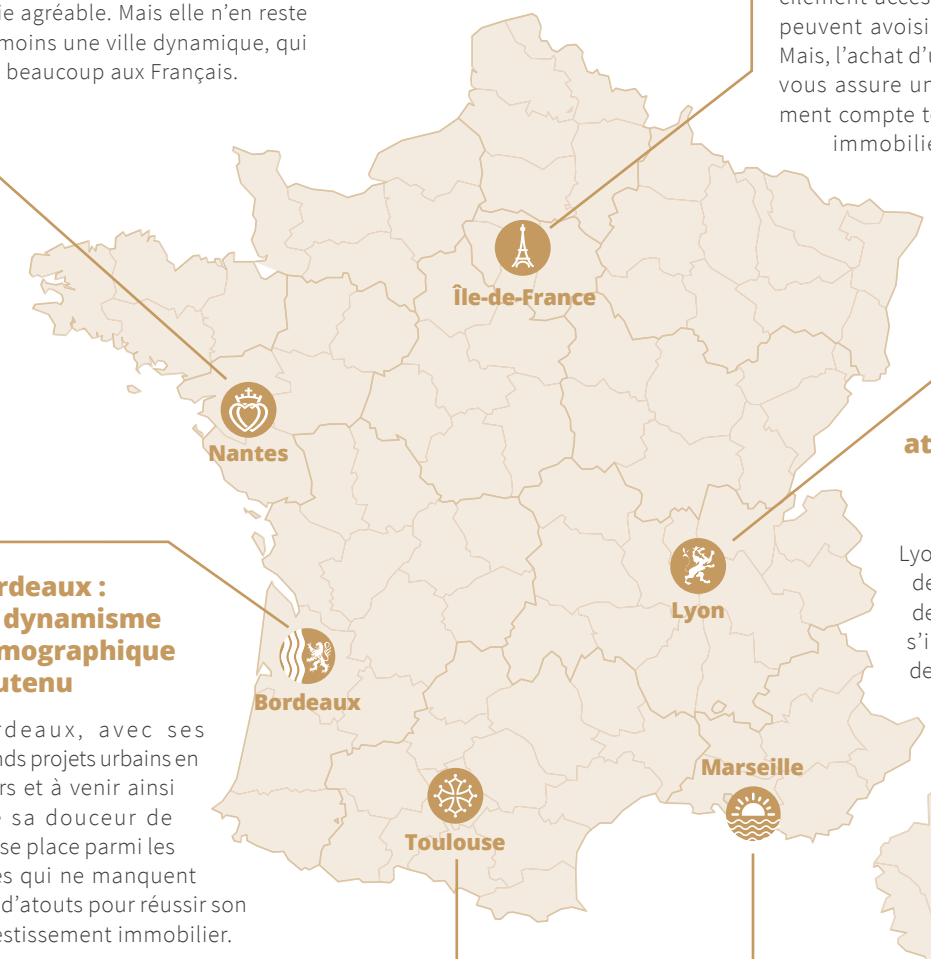 ie agréable. Mais elle n’en reste
moins une ville dynamique, qui
beaucoup aux Français.
peuvent avoisi
Mais, l’achat d’u
vous assure un
ment compte t
immobilie
Île-de-France
Nantes
at
Lyo
de
de
s’i
de
Lyon
rdeaux :
dynamisme
mographique
utenu
Bordeaux
rdeaux, avec ses
nds projets urbains en
rs et à venir ainsi
e sa douceur de
se place parmi les
es qui ne manquent
d’atouts pour réussir son
estissement immobilier.
Marseille
Toulouse